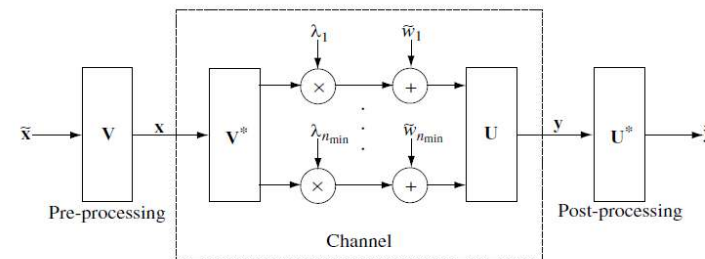 λ₁ w̃₁
x̃ V x V* × + U y U*
λₙₘᵢₙ w̃ₙₘᵢₙ
× +
Pre-processing Post-processing
Channel